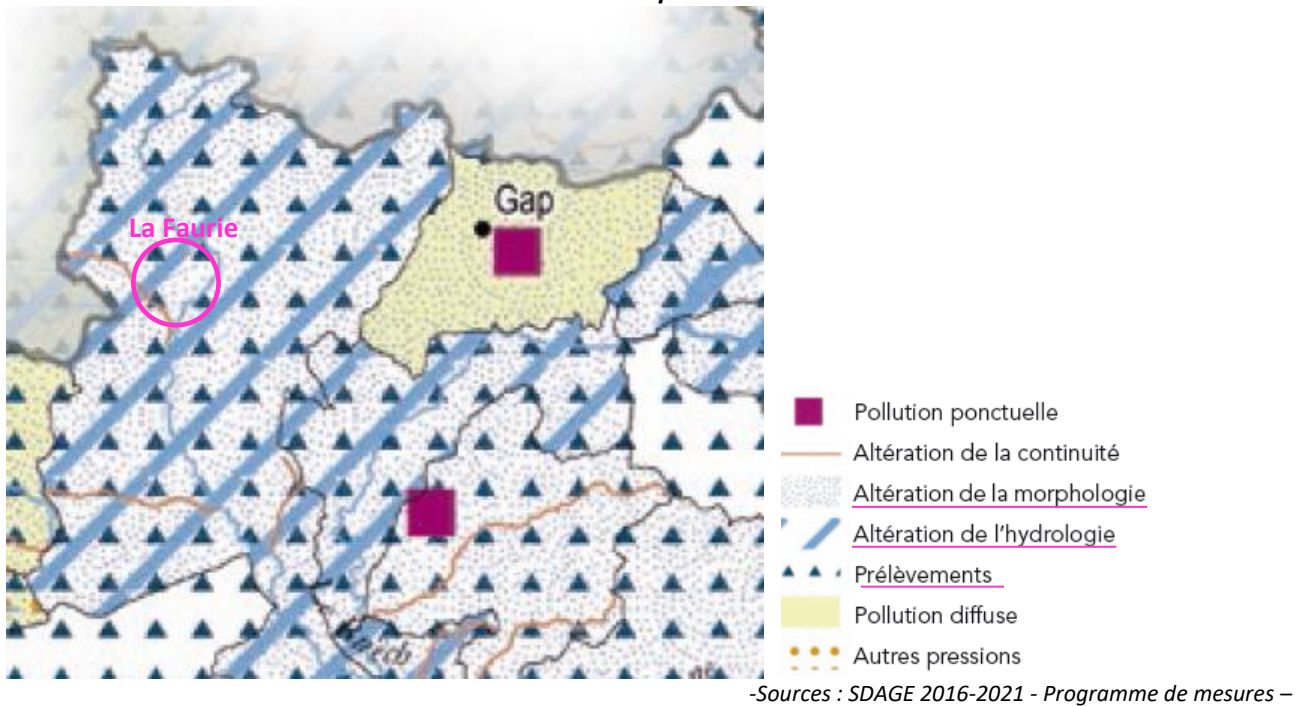 Gap
La Faurie
Buëch
Pollution ponctuelle
Altération de la continuité
Altération de la morphologie
Altération de l'hydrologie
Prélèvements
Pollution diffuse
Autres pressions
-Sources : SDAGE 2016-2021 - Programme de mesures –